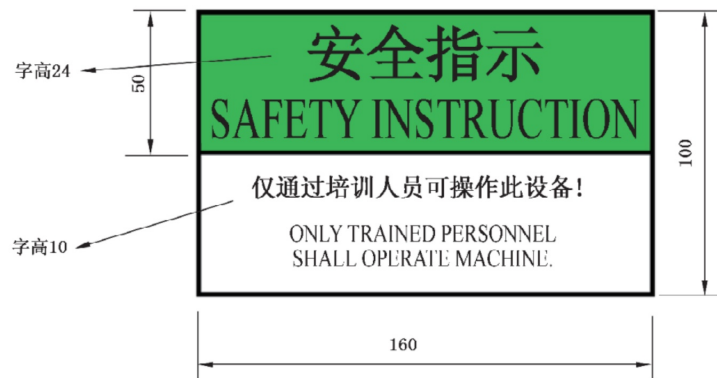 安全指示
SAFETY INSTRUCTION
字高24
50
100
仅通过培训人员可操作此设备!
字高10
ONLY TRAINED PERSONNEL
SHALL OPERATE MACHINE.
160